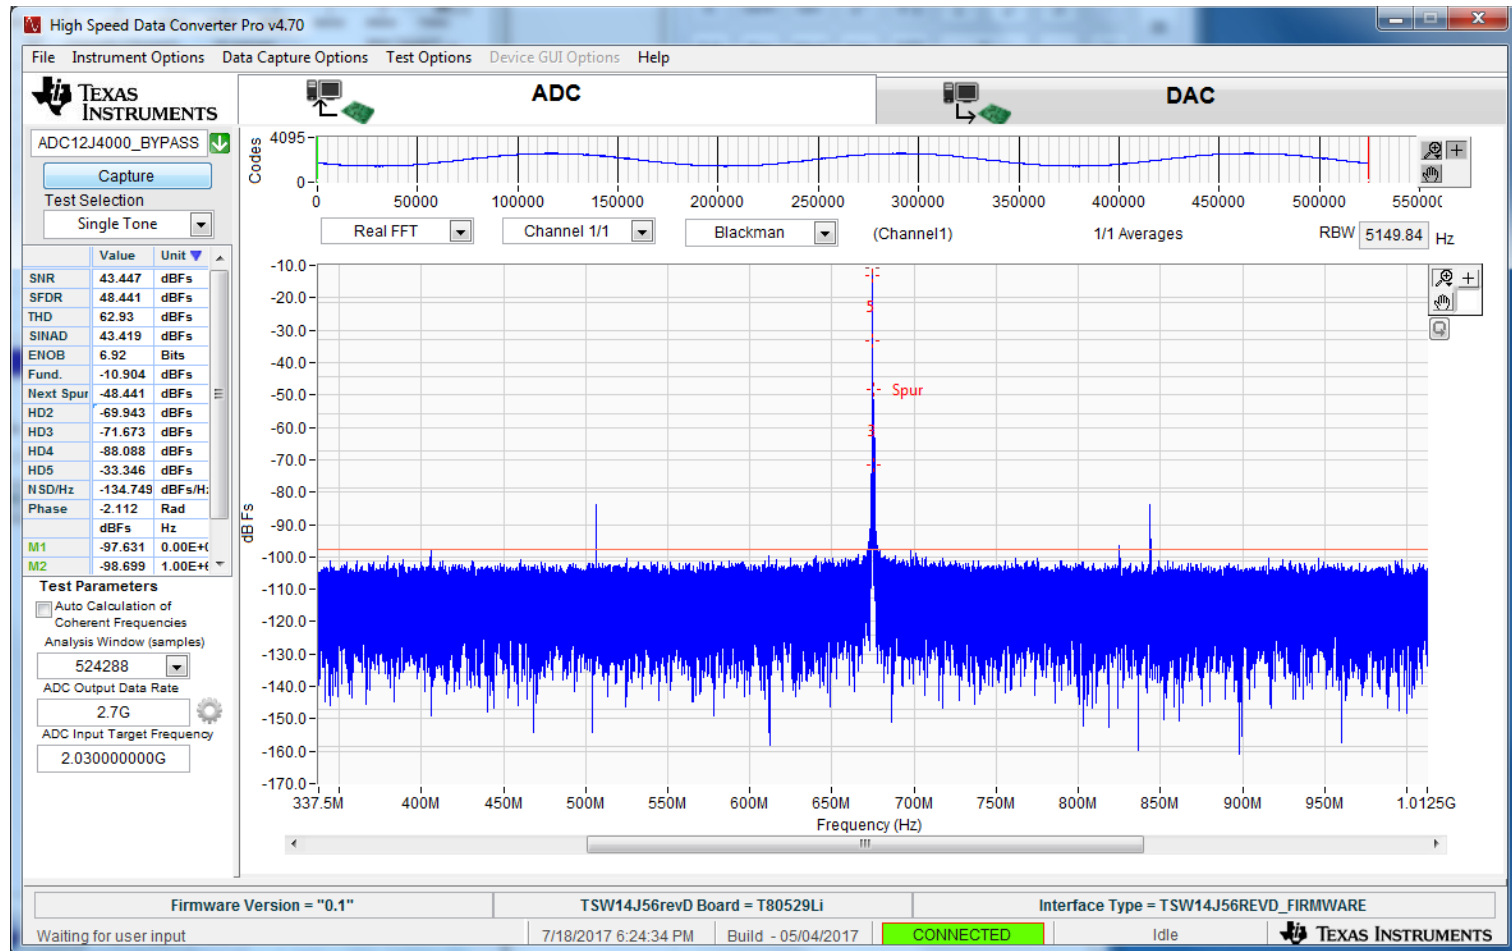 High Speed Data Converter Pro v4.70
File Instrument Options Data Capture Options Test Options Device GUI Options Help
TEXAS INSTRUMENTS
ADC
DAC
ADC12J4000_BYPASS
Capture
Test Selection
Single Tone
Value Unit
SNR 43.447 dBFs
SFDR 48.441 dBFs
THD 62.93 dBFs
SINAD 43.419 dBFs
ENOB 6.92 Bits
Fund. -10.904 dBFs
Next Spur -48.441 dBFs
HD2 -69.943 dBFs
HD3 -71.673 dBFs
HD4 -88.088 dBFs
HD5 -33.346 dBFs
NSD/Hz -134.749 dBFs/H
Phase -2.112 Rad
dBFs Hz
M1 -97.631 0.00E+
M2 -98.699 1.00E+
Test Parameters
Auto Calculation of
Coherent Frequencies
Analysis Window (samples)
524288
ADC Output Data Rate
2.7G
ADC Input Target Frequency
2.030000000G
Codes
4095
0
0 50000 100000 150000 200000 250000 300000 350000 400000 450000 500000 55000
Real FFT Channel 1/1 Blackman (Channel1) 1/1 Averages RBW 5149.84 Hz
dBFs
-10.0
-20.0
-30.0
-40.0
-50.0
-60.0
-70.0
-80.0
-90.0
-100.0
-110.0
-120.0
-130.0
-140.0
-150.0
-160.0
-170.0
5
Spur
3
337.5M 400M 450M 500M 550M 600M 650M 700M 750M 800M 850M 900M 950M 1.0125G
Frequency (Hz)
Firmware Version = "0.1" TSW14J56revD Board = T80529Li Interface Type = TSW14J56REVD_FIRMWARE
Waiting for user input 7/18/2017 6:24:34 PM Build - 05/04/2017 CONNECTED Idle TEXAS INSTRUMENTS